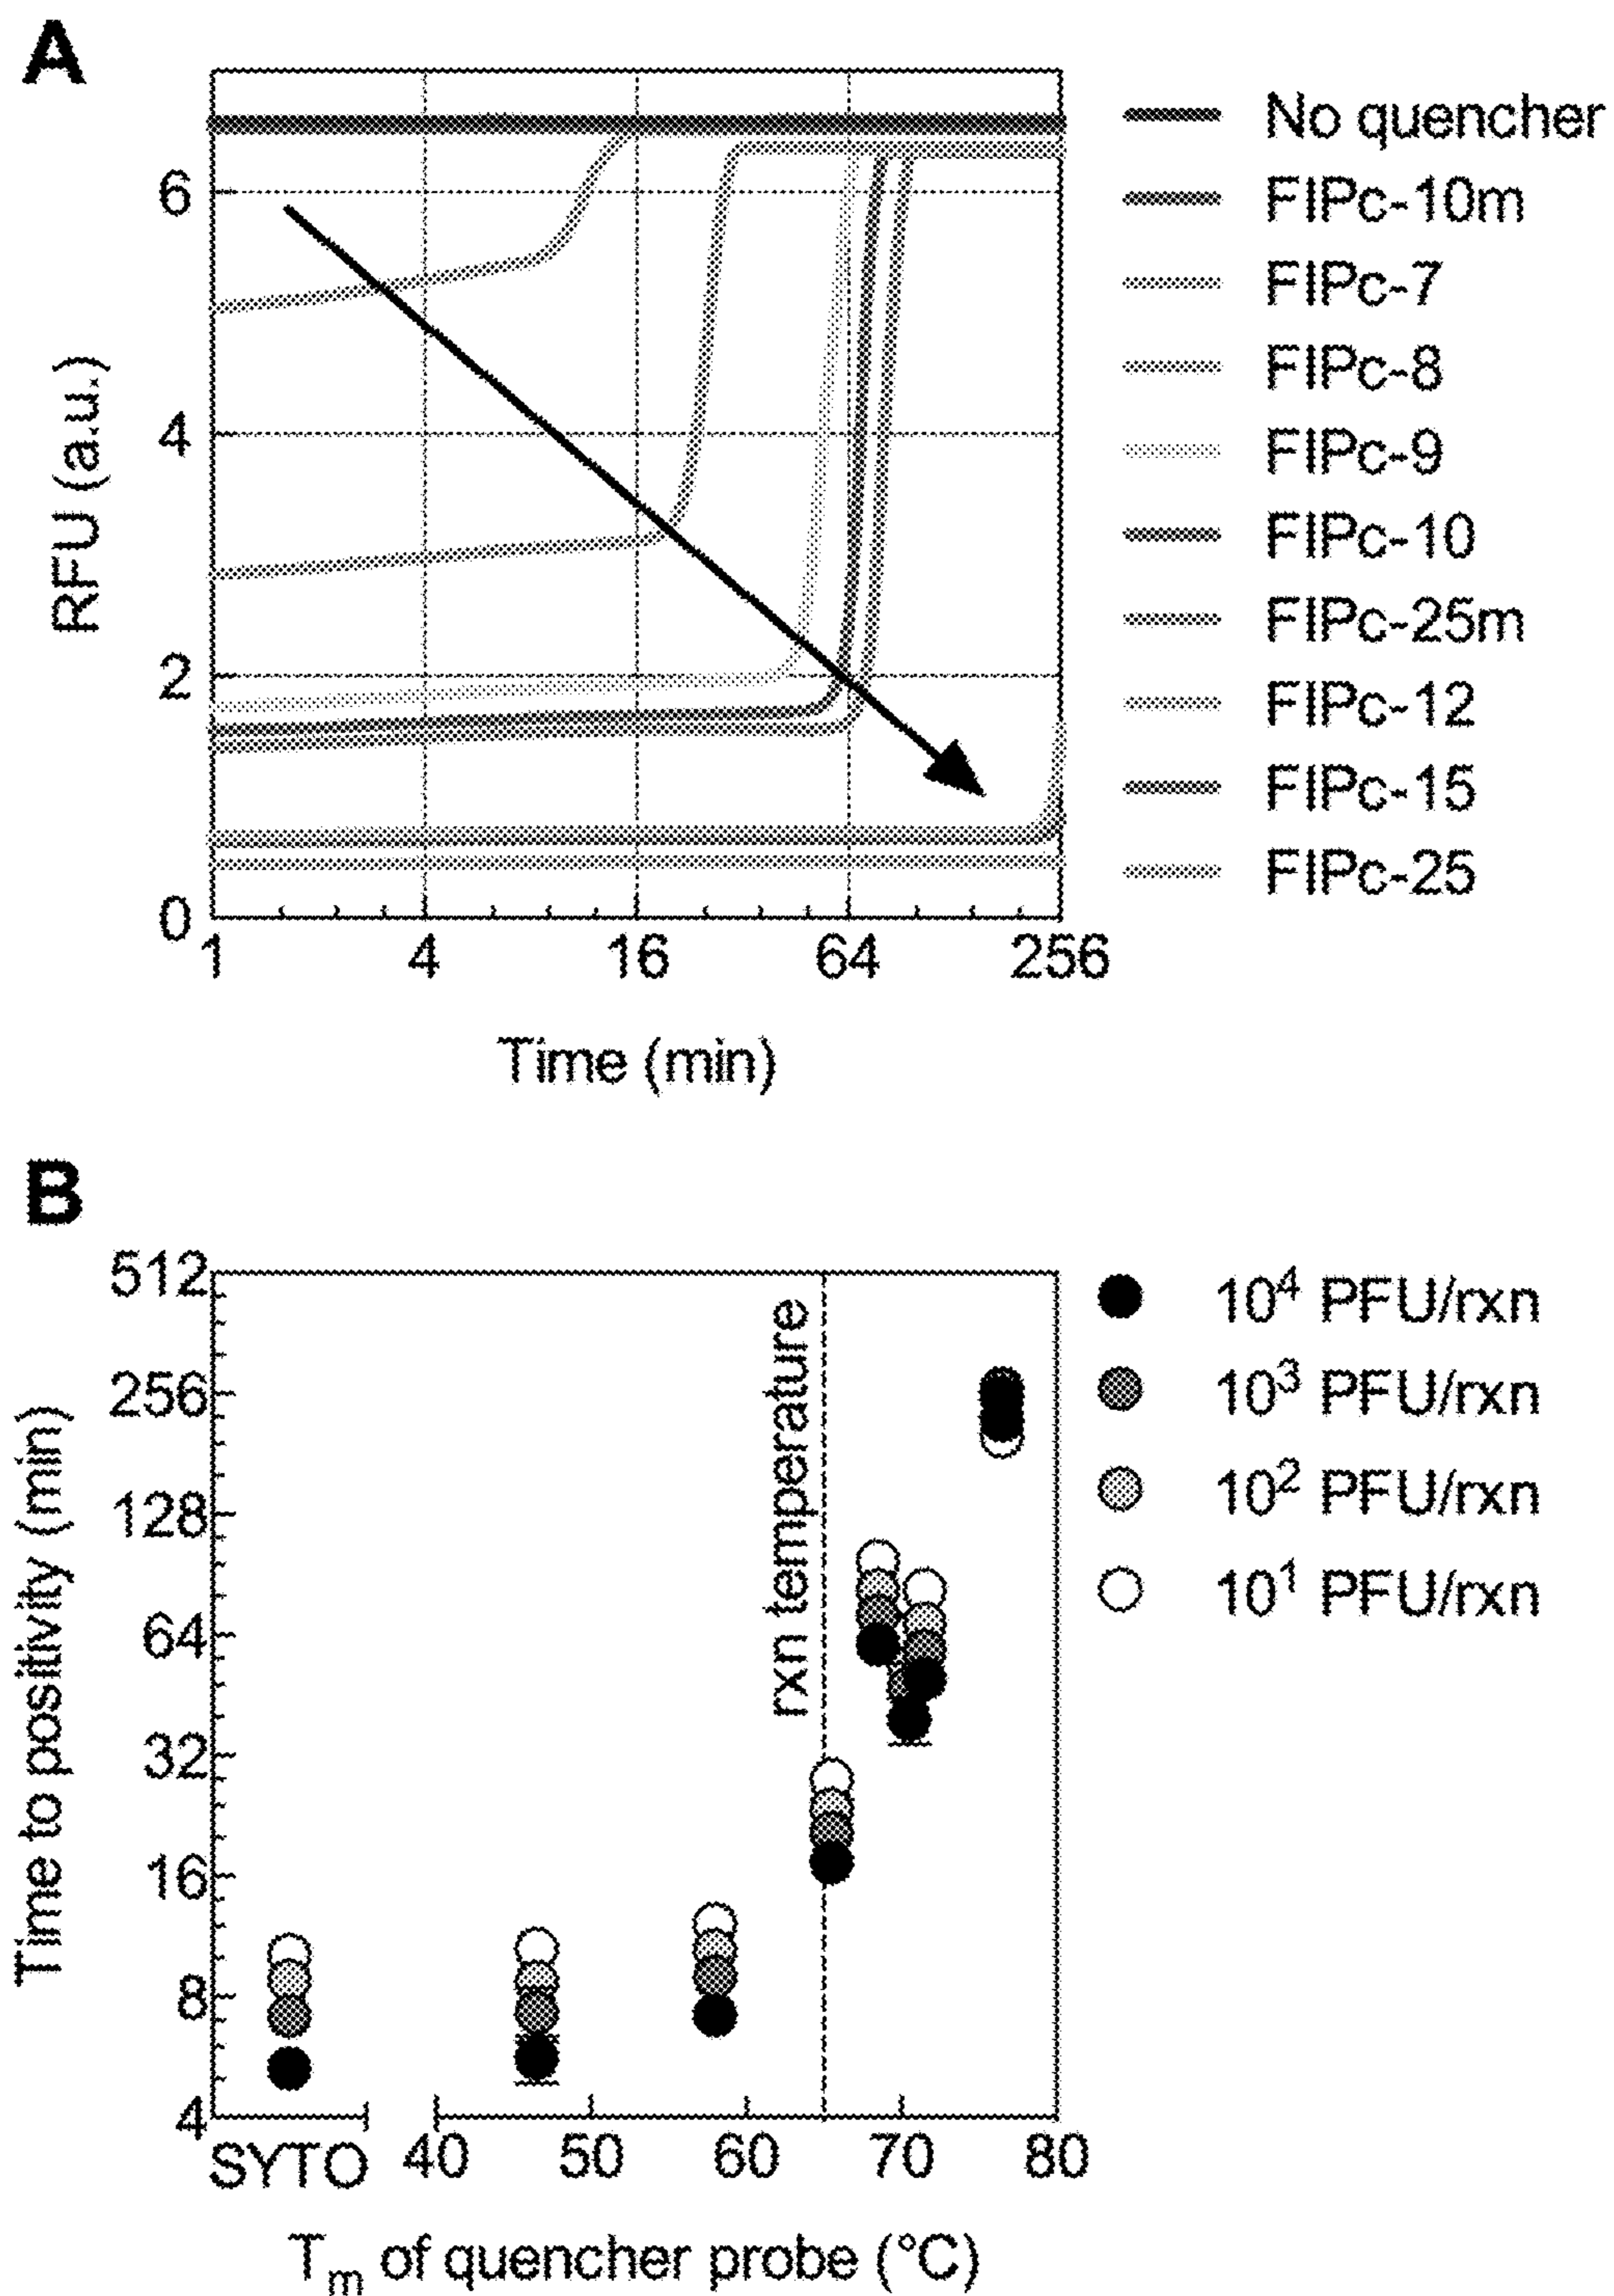 A
RFU (a.u.)
6
4
2
0
1 4 16 64 256
Time (min)
No quencher
FIPc-10m
FIPc-7
FIPc-8
FIPc-9
FIPc-10
FIPc-25m
FIPc-12
FIPc-15
FIPc-25
B
Time to positivity (min)
512
256
128
64
32
16
8
4
rxn temperature
SYTO 40 50 60 70 80
Tm of quencher probe (°C)
10⁴ PFU/rxn
10³ PFU/rxn
10² PFU/rxn
10¹ PFU/rxn